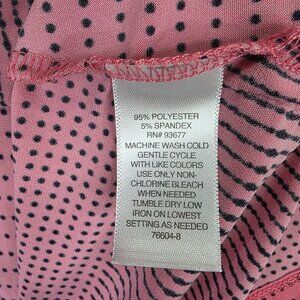 95% POLYESTER
5% SPANDEX
RN# 93677
MACHINE WASH COLD
GENTLE CYCLE
WITH LIKE COLORS
USE ONLY NON-
CHLORINE BLEACH
WHEN NEEDED
TUMBLE DRY LOW
IRON ON LOWEST
SETTING AS NEEDED
76604-8